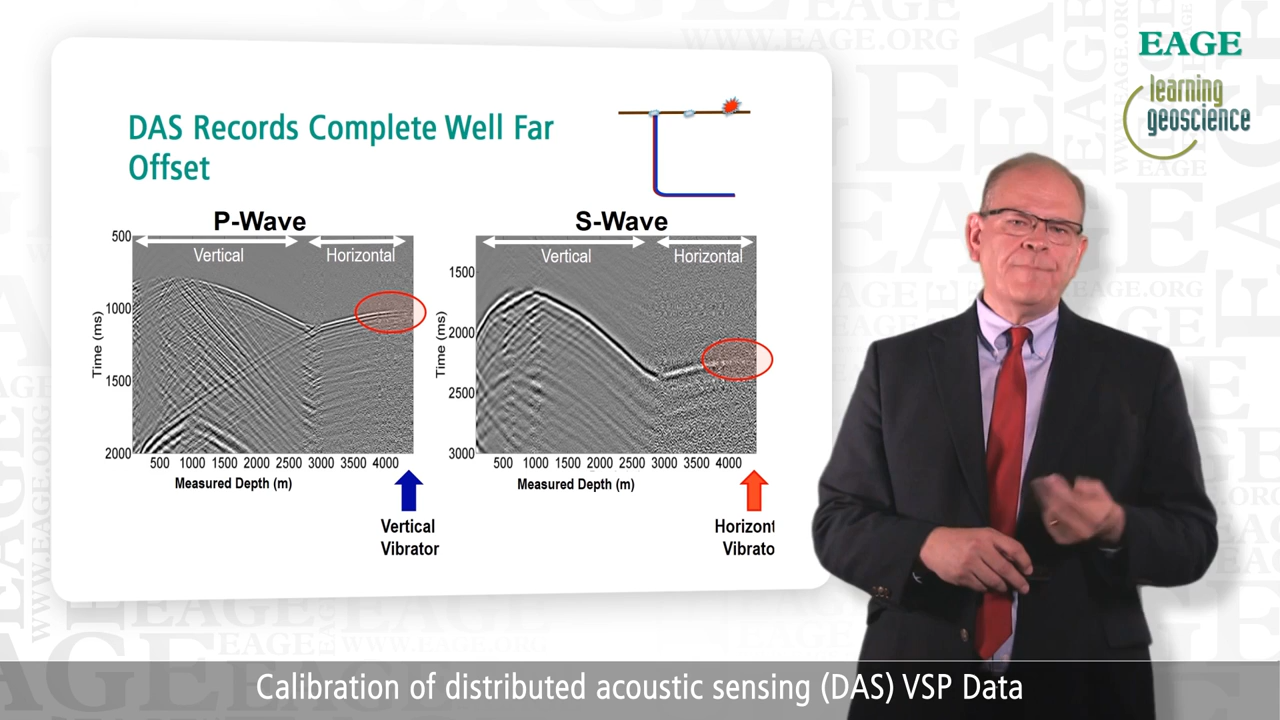 EAGE
learning
geoscience
DAS Records Complete Well Far
Offset
P-Wave
S-Wave
Vertical
Horizontal
Vertical
Horizontal
500
1000
1500
2000
Time (ms)
1500
2000
2500
3000
Time (ms)
500 1000 1500 2000 2500 3000 3500 4000
500 1000 1500 2000 2500 3000 3500 4000
Measured Depth (m)
Measured Depth (m)
Vertical
Vibrator
Horizont
Vibrato
Calibration of distributed acoustic sensing (DAS) VSP Data